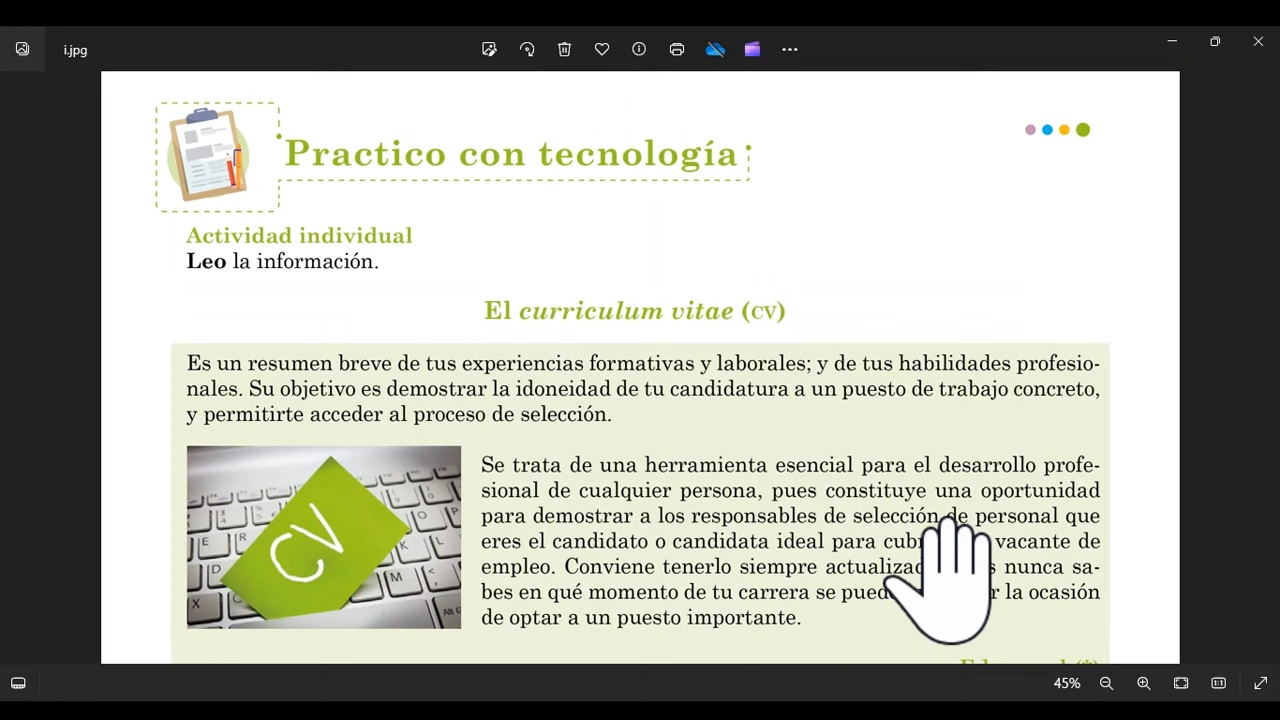 i.jpg
Practico con tecnología
Actividad individual
Leo la información.
El curriculum vitae (CV)
Es un resumen breve de tus experiencias formativas y laborales; y de tus habilidades profesio-
nales. Su objetivo es demostrar la idoneidad de tu candidatura a un puesto de trabajo concreto,
y permitirte acceder al proceso de selección.
CV
Se trata de una herramienta esencial para el desarrollo profe-
sional de cualquier persona, pues constituye una oportunidad
para demostrar a los responsables de selección de personal que
eres el candidato o candidata ideal para vacante de
empleo. Conviene tenerlo siempre nunca sa-
bes en qué momento de tu carrera se la ocasión
de optar a un puesto importante.
45%